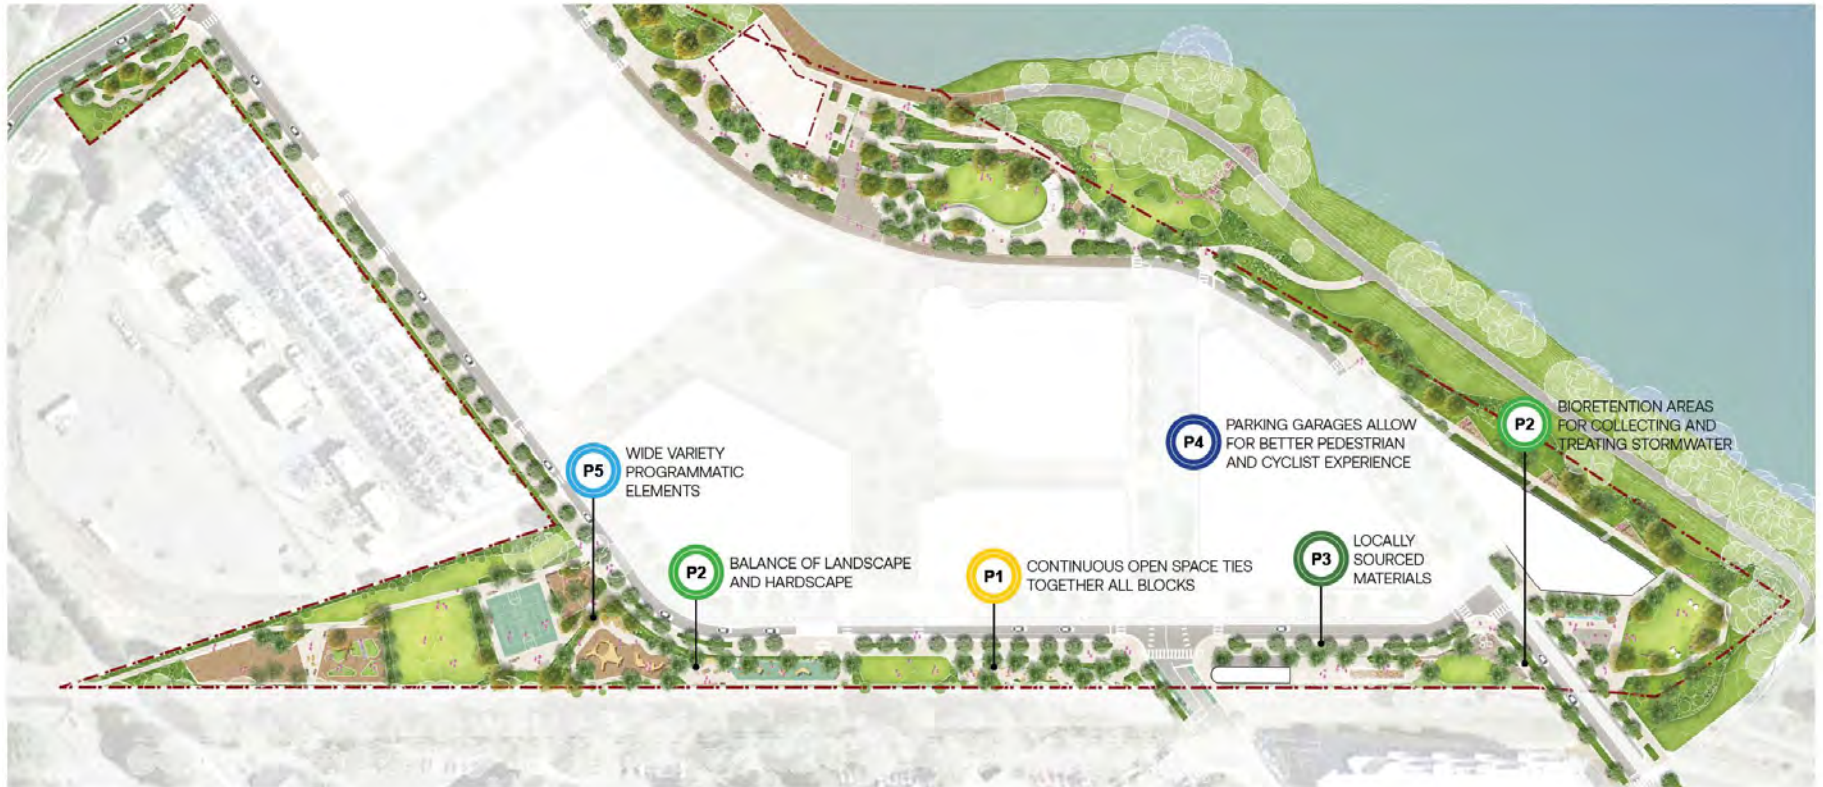 P5
WIDE VARIETY
PROGRAMMATIC
ELEMENTS
P2
BALANCE OF LANDSCAPE
AND HARDSCAPE
P1
CONTINUOUS OPEN SPACE TIES
TOGETHER ALL BLOCKS
P4
PARKING GARAGES ALLOW
FOR BETTER PEDESTRIAN
AND CYCLIST EXPERIENCE
P3
LOCALLY
SOURCED
MATERIALS
P2
BIORETENTION AREAS
FOR COLLECTING AND
TREATING STORMWATER